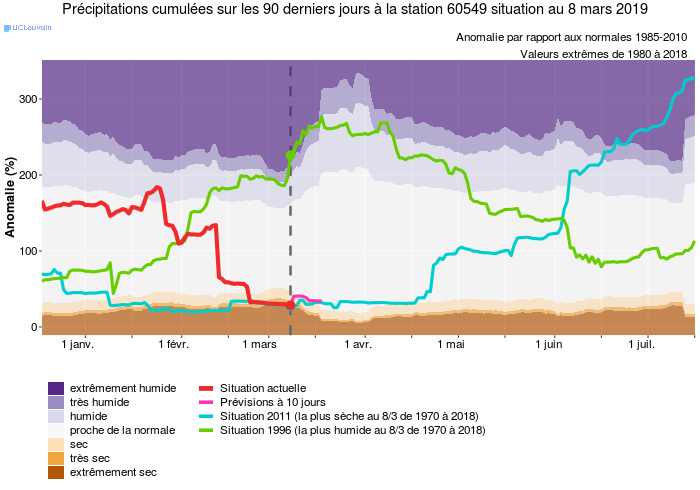 Précipitations cumulées sur les 90 derniers jours à la station 60549 situation au 8 mars 2019
UCLouvain
Anomalie par rapport aux normales 1985-2010
Valeurs extrêmes de 1980 à 2018
Anomalie (%)
300
200
100
0
1 janv.
1 févr.
1 mars
1 avr.
1 mai
1 juin
1 juil.
extrêmement humide
très humide
humide
proche de la normale
sec
très sec
extrêmement sec
Situation actuelle
Prévisions à 10 jours
Situation 2011 (la plus sèche au 8/3 de 1970 à 2018)
Situation 1996 (la plus humide au 8/3 de 1970 à 2018)